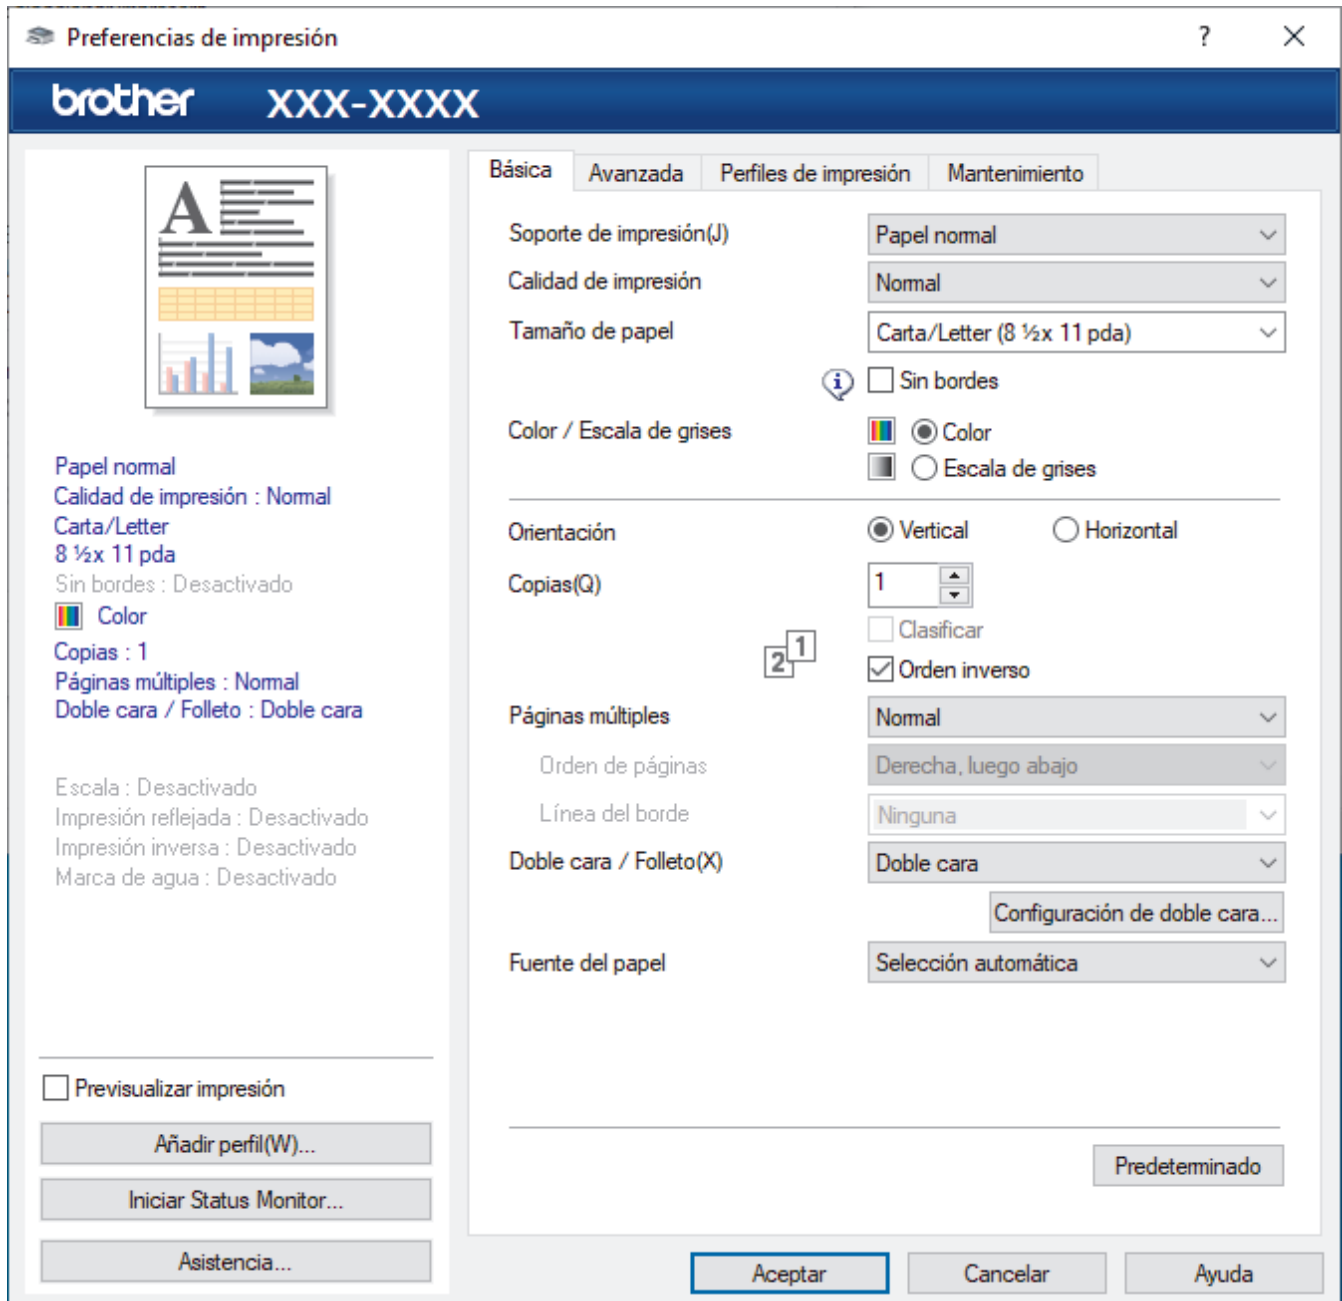 Preferencias de impresión
?
brother XXX-XXXX
A
Papel normal
Calidad de impresión : Normal
Carta/Letter
8 ½x 11 pda
Sin bordes : Desactivado
Color
Copias : 1
Páginas múltiples : Normal
Doble cara / Folleto : Doble cara
Escala : Desactivado
Impresión reflejada : Desactivado
Impresión inversa : Desactivado
Marca de agua : Desactivado
Previsualizar impresión
Añadir perfil(W)...
Iniciar Status Monitor...
Asistencia...
Básica Avanzada Perfiles de impresión Mantenimiento
Soporte de impresión(J) Papel normal
Calidad de impresión Normal
Tamaño de papel Carta/Letter (8 ½x 11 pda)
i Sin bordes
Color / Escala de grises Color
Escala de grises
Orientación Vertical Horizontal
Copias(Q) 1
Clasificar
2 1 Orden inverso
Páginas múltiples Normal
Orden de páginas Derecha, luego abajo
Línea del borde Ninguna
Doble cara / Folleto(X) Doble cara
Configuración de doble cara...
Fuente del papel Selección automática
Predeterminado
Aceptar Cancelar Ayuda